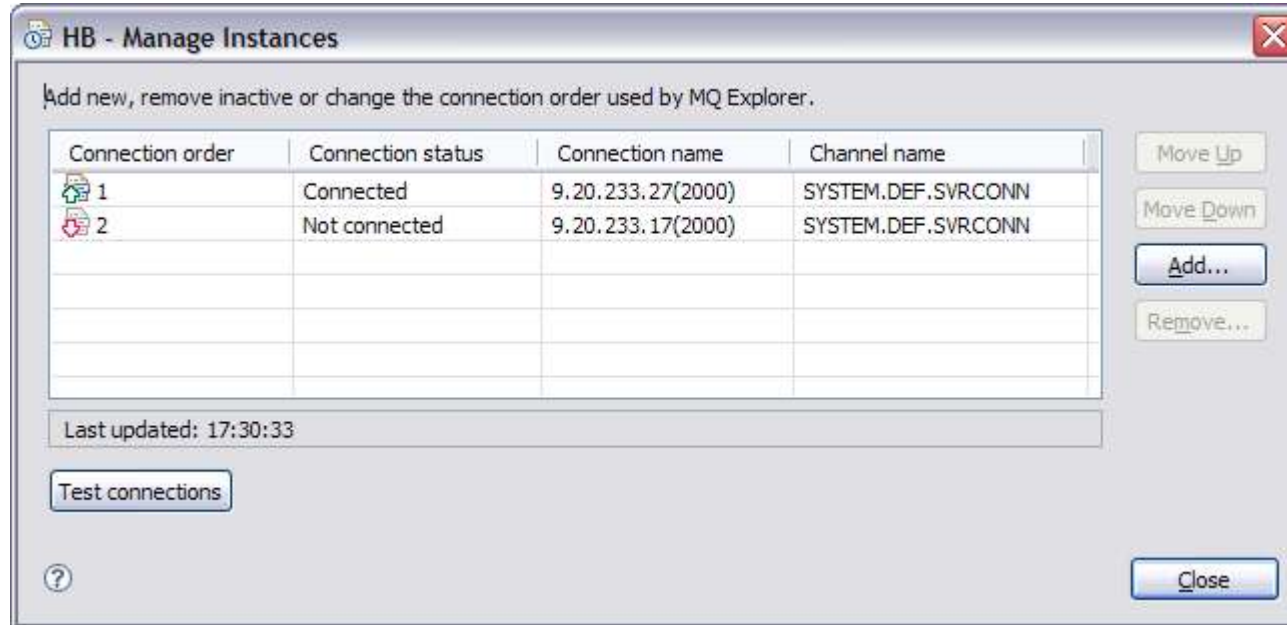 HB - Manage Instances
Add new, remove inactive or change the connection order used by MQ Explorer.
Connection order Connection status Connection name Channel name
1 Connected 9.20.233.27(2000) SYSTEM.DEF.SVRCONN
2 Not connected 9.20.233.17(2000) SYSTEM.DEF.SVRCONN
Move Up
Move Down
Add...
Remove...
Last updated: 17:30:33
Test connections
?
Close